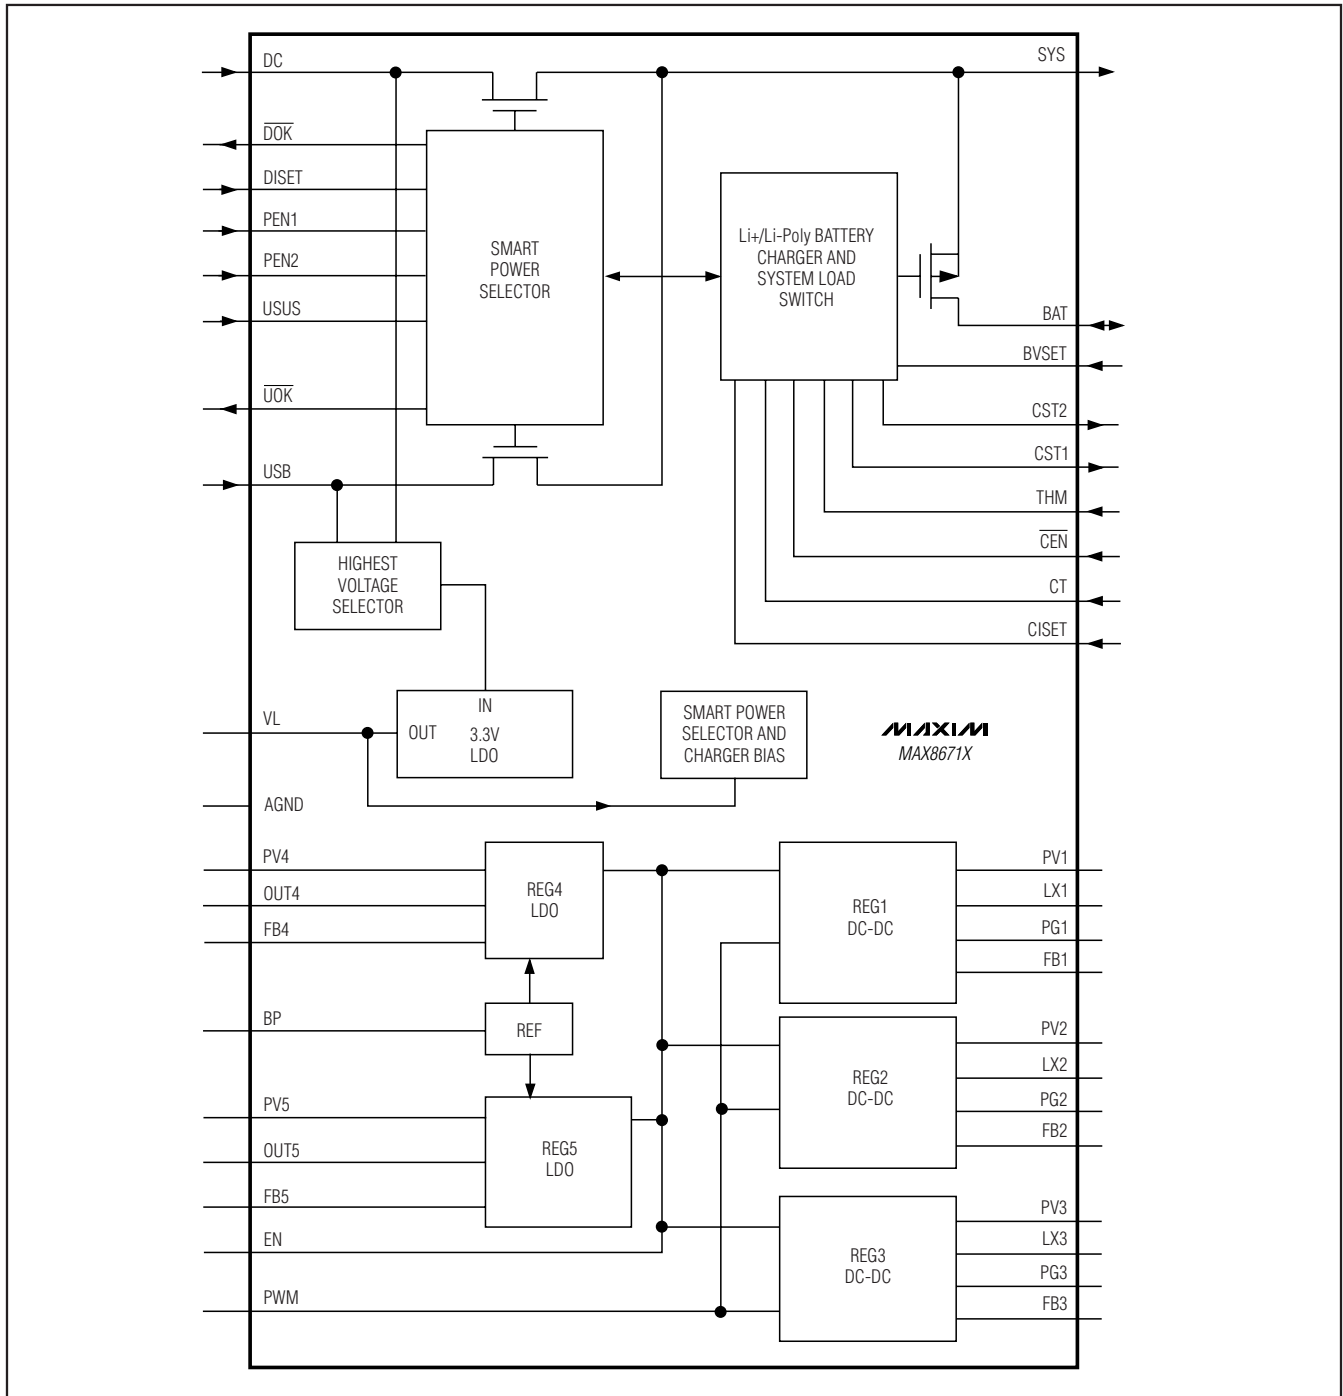 DC
SYS
DOK
DISET
PEN1
PEN2
USUS
UOK
USB
SMART
POWER
SELECTOR
Li+/Li-Poly BATTERY
CHARGER AND
SYSTEM LOAD
SWITCH
BAT
BVSET
CST2
CST1
THM
CEN
CT
CISET
HIGHEST
VOLTAGE
SELECTOR
VL
IN
OUT
3.3V
LDO
SMART POWER
SELECTOR AND
CHARGER BIAS
MAXIM
MAX8671X
AGND
PV4
OUT4
FB4
REG4
LDO
BP
REF
PV5
OUT5
FB5
REG5
LDO
EN
PWM
REG1
DC-DC
PV1
LX1
PG1
FB1
REG2
DC-DC
PV2
LX2
PG2
FB2
REG3
DC-DC
PV3
LX3
PG3
FB3